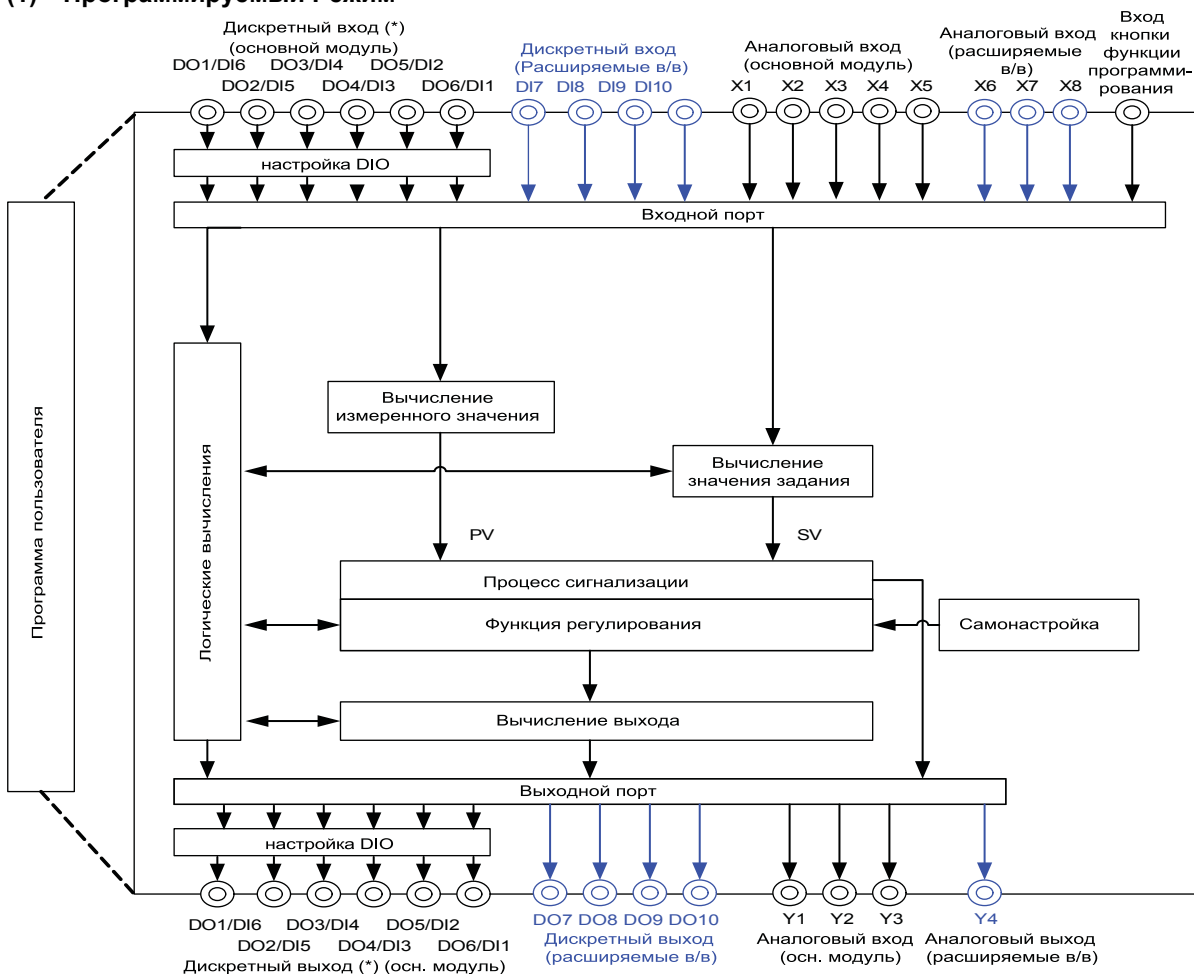 (1) Программируемый Режим
Дискретный вход (*)
(основной модуль)
DO1/DI6 DO3/DI4 DO5/DI2
DO2/DI5 DO4/DI3 DO6/DI1
Дискретный вход
(Расширяемые в/в)
DI7 DI8 DI9 DI10
Аналоговый вход
(основной модуль)
X1 X2 X3 X4 X5
Аналоговый вход
(расширяемые
в/в)
X6 X7 X8
Вход
кнопки
функции
программи-
рования
настройка DIO
Входной порт
Программа пользователя
Логические вычисления
Вычисление
измеренного значения
Вычисление
значения задания
PV SV
Процесс сигнализации
Функция регулирования
Самонастройка
Вычисление выхода
Выходной порт
настройка DIO
DO1/DI6 DO3/DI4 DO5/DI2
DO2/DI5 DO4/DI3 DO6/DI1
Дискретный выход (*) (осн. модуль)
DO7 DO8 DO9 DO10
Дискретный выход
(расширяемые в/в)
Y1 Y2 Y3
Аналоговый вход
(осн. модуль)
Y4
Аналоговый выход
(расширяемые в/в)